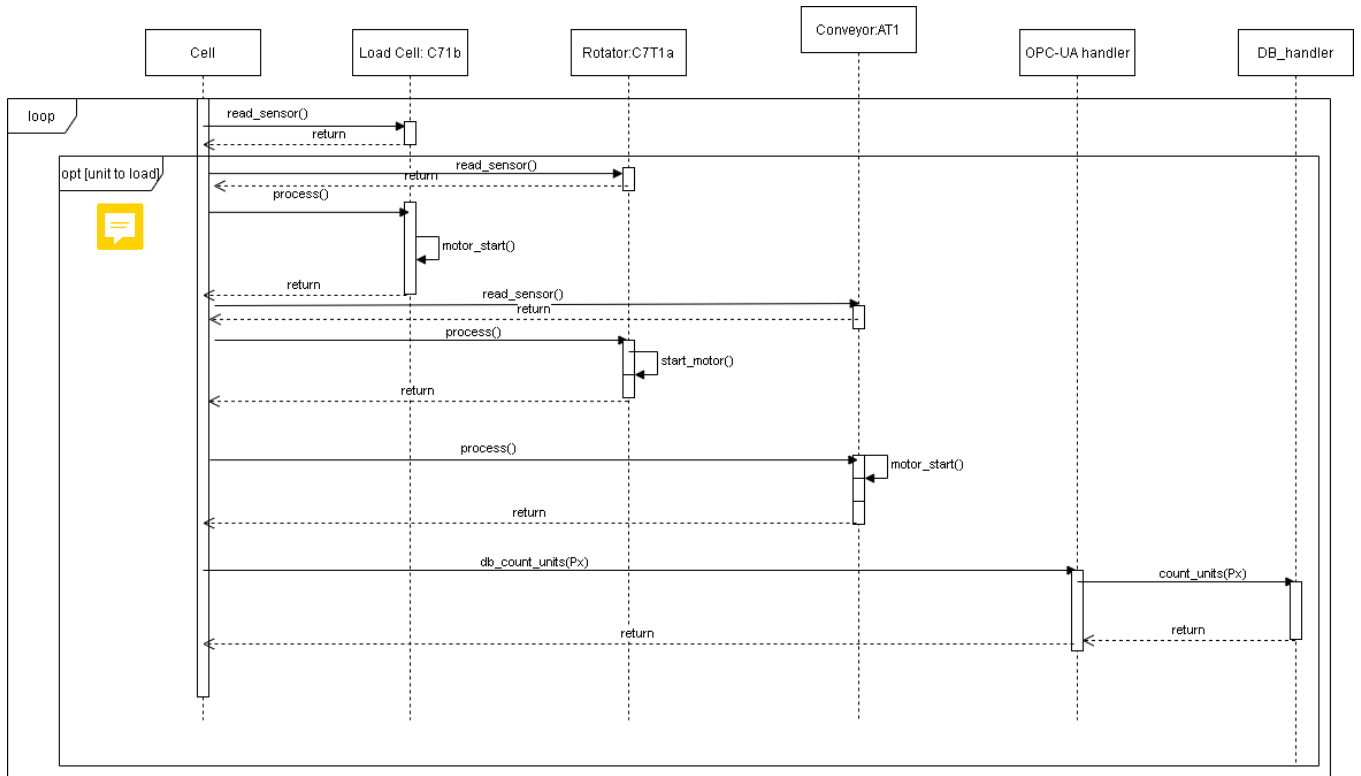 Cell
Load Cell: C71b
Rotator:C7T1a
Conveyor:AT1
OPC-UA handler
DB_handler
loop
read_sensor()
return
opt [unit to load]
read_sensor()
return
process()
motor_start()
return
read_sensor()
return
process()
start_motor()
return
process()
motor_start()
return
db_count_units(Px)
count_units(Px)
return
return